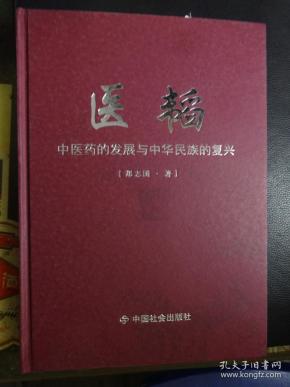 医韬
中医药的发展与中华民族的复兴
[郑志国·著]
中国社会出版社
孔夫子旧书网